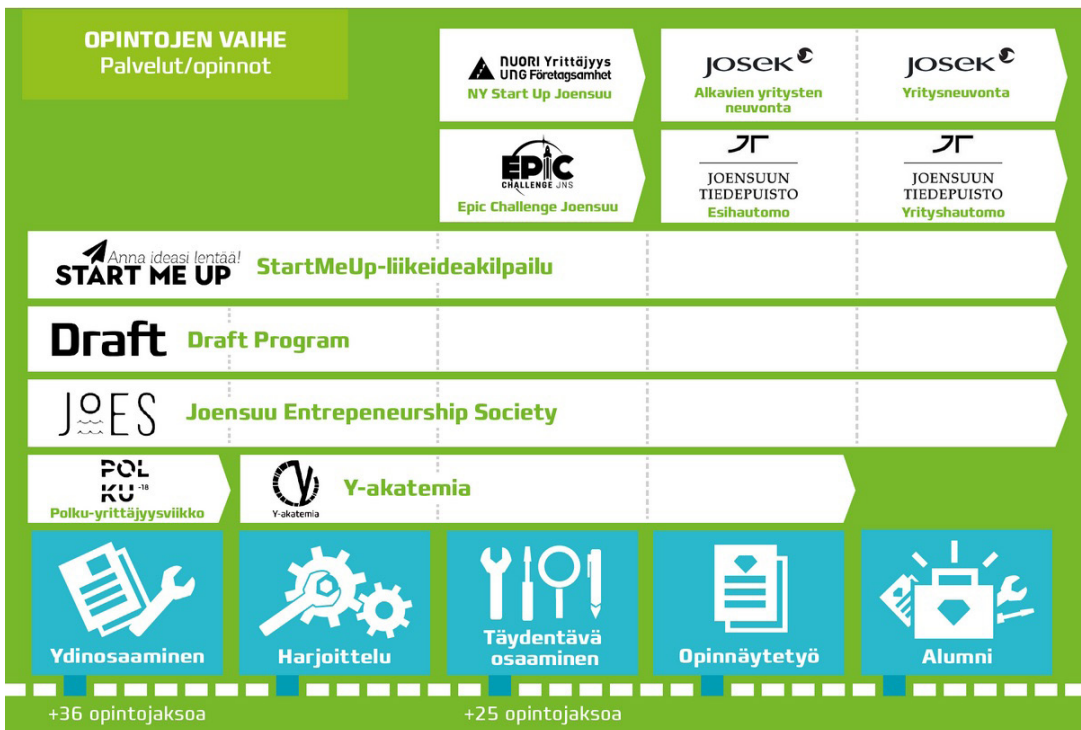 OPINTOJEN VAIHE
Palvelut/opinnot
NUORI Yrittäjyys
UNG Företagsamhet
NY Start Up Joensuu
JOSEK
Alkavien yritysten
neuvonta
JOSEK
Yritysneuvonta
EPIC
CHALLENGE JNS
Epic Challenge Joensuu
JOENSUUN
TIEDEPUISTO
Esihautomo
JOENSUUN
TIEDEPUISTO
Yrityshautomo
Anna ideasi lentää!
START ME UP
StartMeUp-liikeideakilpailu
Draft
Draft Program
JOES
Joensuu Entrepeneurship Society
POL
KU -18
Polku-yrittäjyysviikko
Y-akatemia
Y-akatemia
Ydinosaaminen
Harjoittelu
Täydentävä
osaaminen
Opinnäytetyö
Alumni
+36 opintojaksoa
+25 opintojaksoa